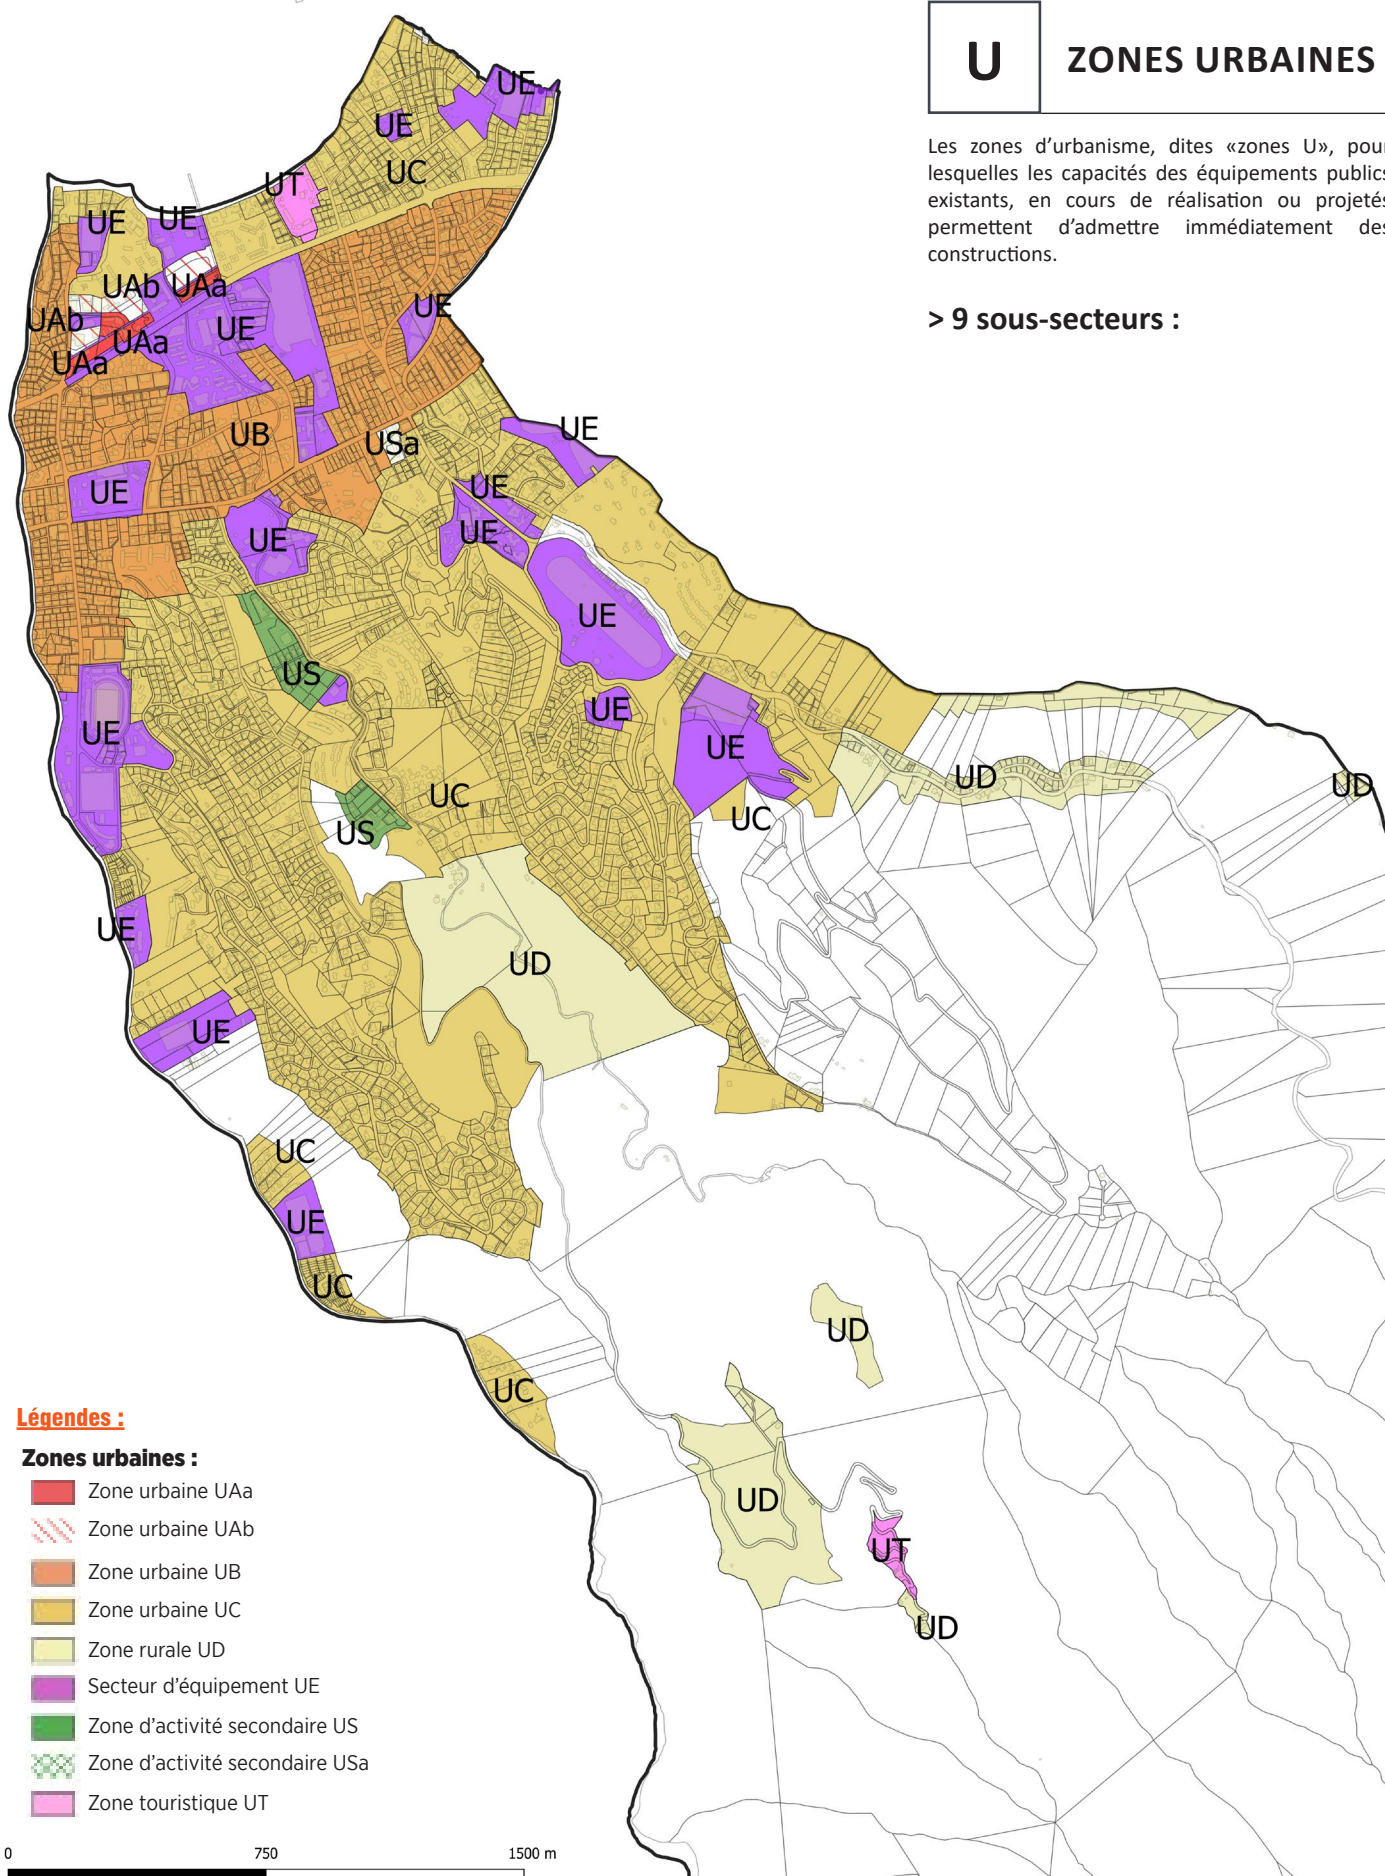 U
ZONES URBAINES
Les zones d’urbanisme, dites «zones U», pour
lesquelles les capacités des équipements publics
existants, en cours de réalisation ou projetés
permettent d’admettre immédiatement des
constructions.
> 9 sous-secteurs :
UE
UE
UC
UT
UE
UE
UAb
UAa
UE
UAb
UE
UAa
UAa
UB
USa
UE
UE
UE
UE
UE
UE
US
UE
UE
UE
UD
UD
UC
UC
US
UE
UD
UE
UC
UE
UC
UD
UC
UD
UT
UD
Légendes :
Zones urbaines :
Zone urbaine UAa
Zone urbaine UAb
Zone urbaine UB
Zone urbaine UC
Zone rurale UD
Secteur d’équipement UE
Zone d’activité secondaire US
Zone d’activité secondaire USa
Zone touristique UT
0 750 1500 m